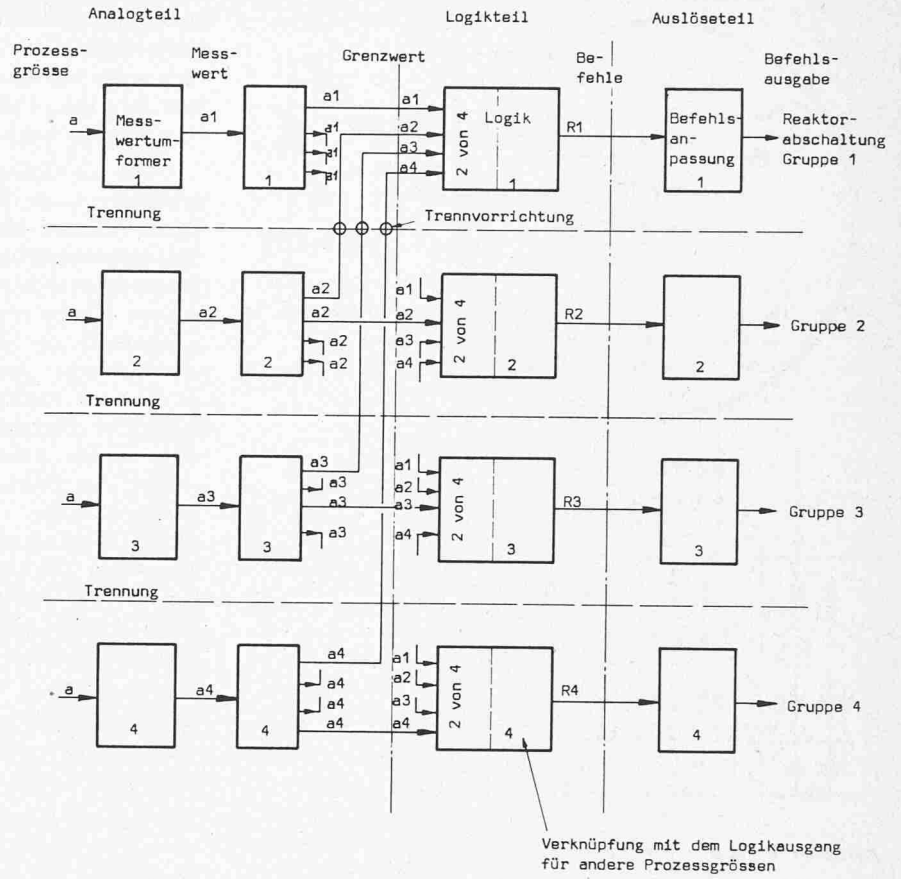 Analogteil
Logikteil
Auslöseteil
Prozess-
grösse
Mess-
wert
Grenzwert
Be-
fehle
Befehls-
ausgabe
a
Mess-
wertum-
former
1
a1
1
a1
a1
a1
a1
a1
a2
a3
a4
2 von 4
Logik
1
R1
Befehls-
an-
passung
1
Reaktor-
abschaltung
Gruppe 1
Trennung
Trennvorrichtung
a
2
a2
2
a2
a2
a2
a2
a1
a2
a3
a4
2 von 4
2
R2
2
Gruppe 2
Trennung
a
3
a3
3
a3
a3
a3
a3
a1
a2
a3
a4
2 von 4
3
R3
3
Gruppe 3
Trennung
a
4
a4
4
a4
a4
a4
a4
a1
a2
a3
a4
2 von 4
4
R4
4
Gruppe 4
Verknüpfung mit dem Logikausgang
für andere Prozessgrössen